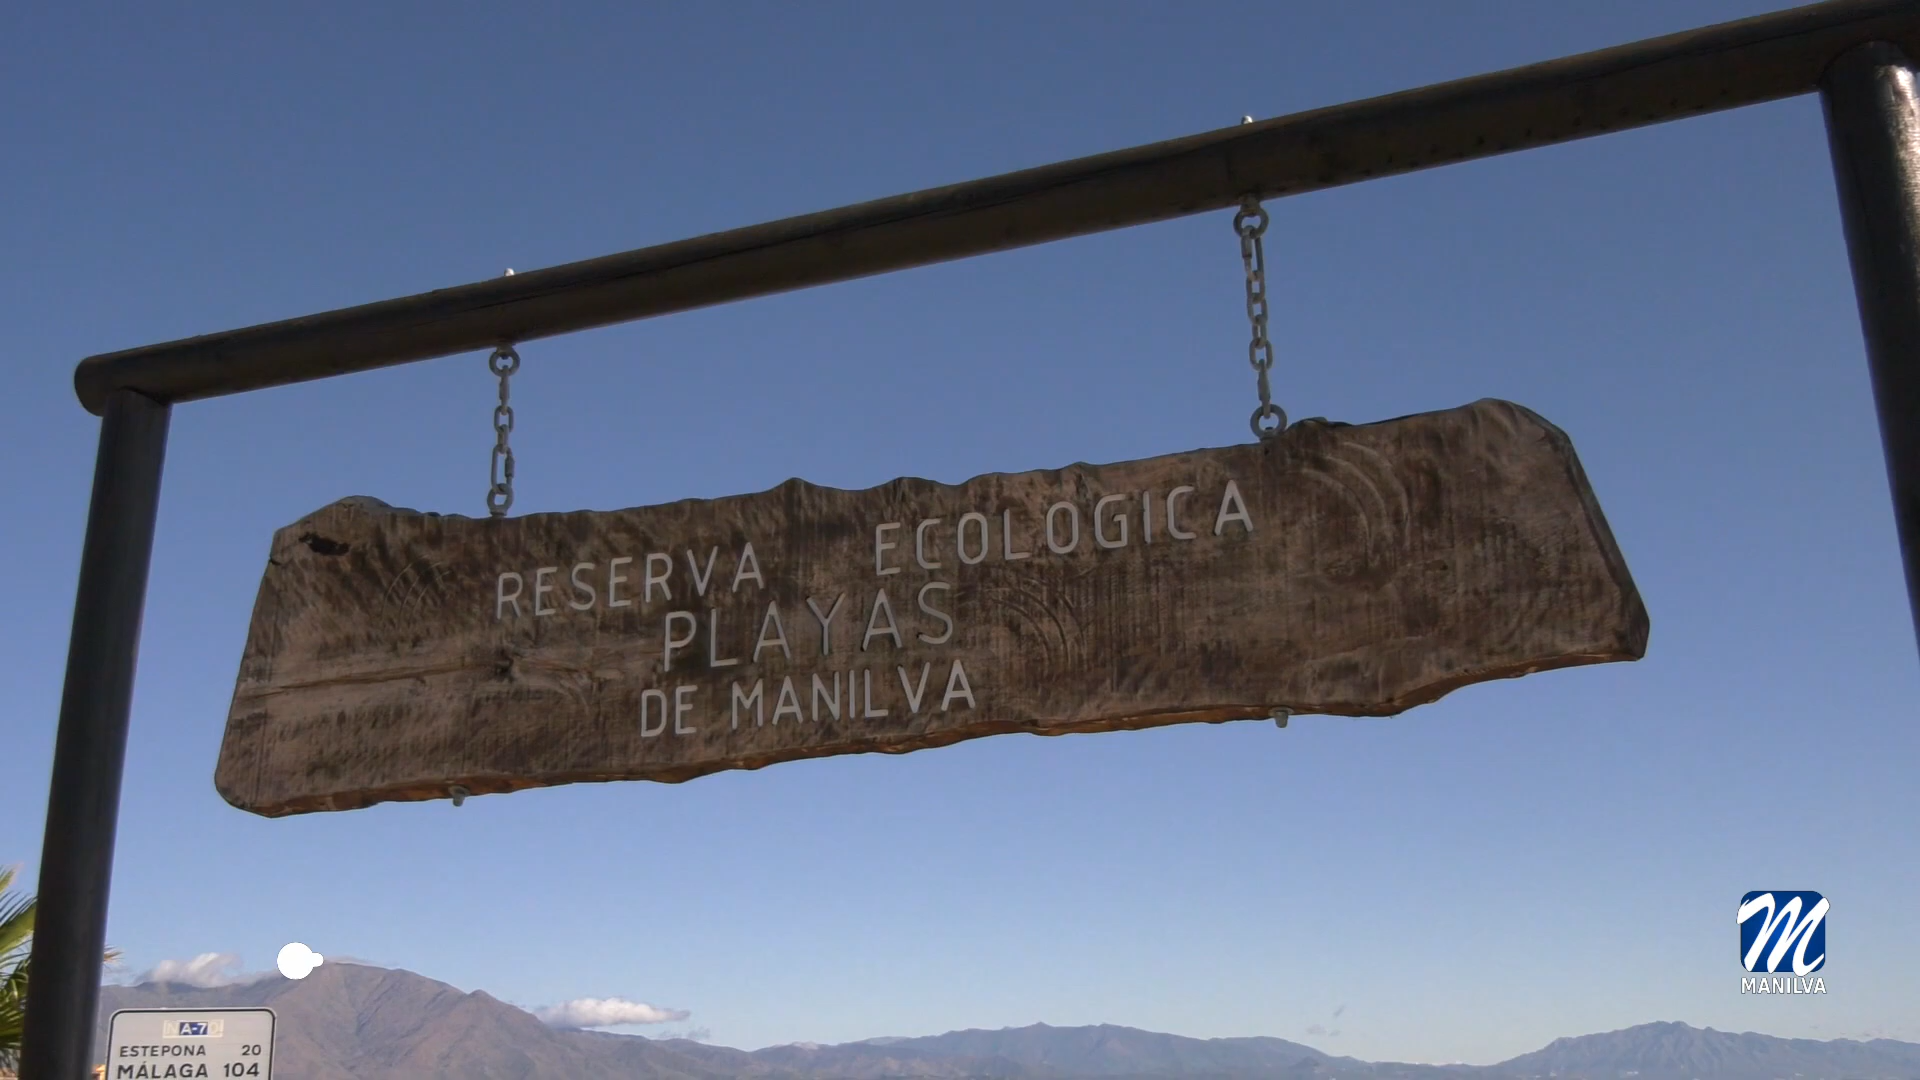 RESERVA ECOLOGICA
PLAYAS
DE MANILVA
MANILVA
A-7
ESTEPONA 20
MÁLAGA 104